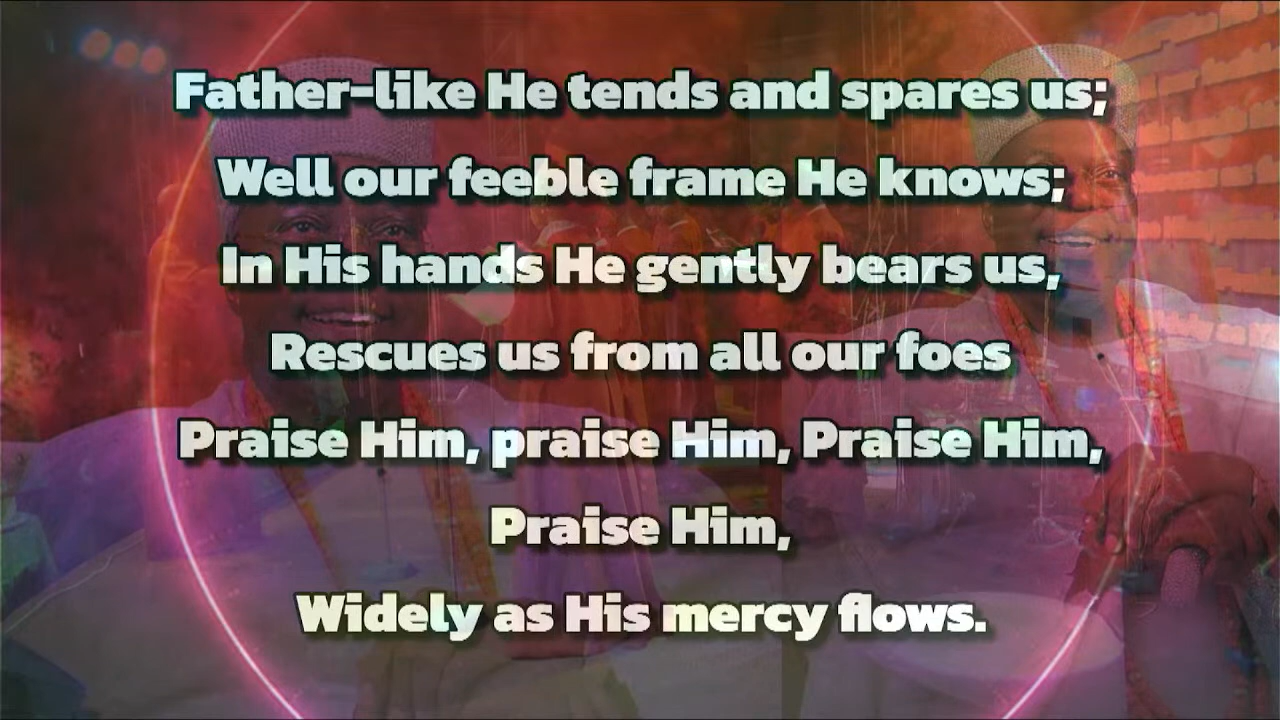 Father-like He tends and spares us;
Well our feeble frame He knows;
In His hands He gently bears us,
Rescues us from all our foes
Praise Him, praise Him, Praise Him,
Praise Him,
Widely as His mercy flows.